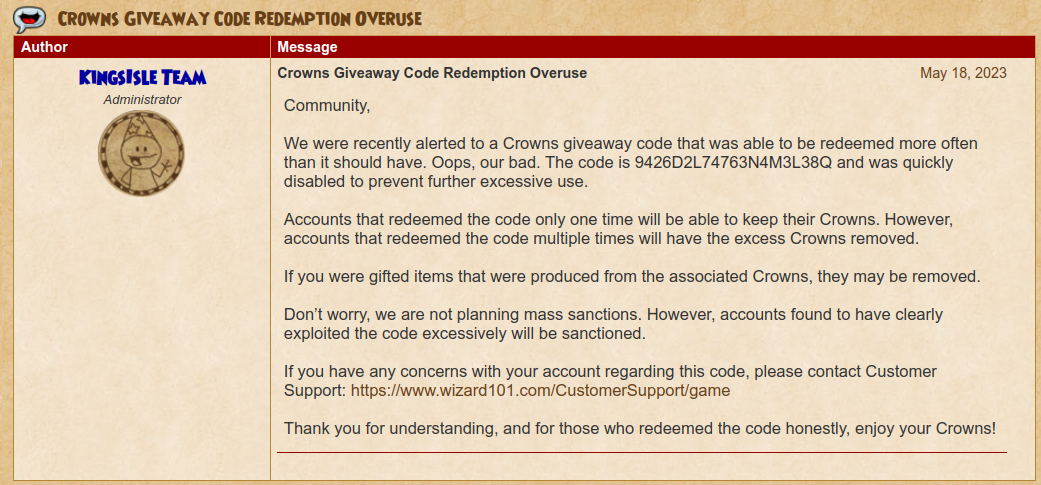 Crowns Giveaway Code Redemption Overuse
Author Message
KingsIsle Team
Administrator
Crowns Giveaway Code Redemption Overuse May 18, 2023
Community,
We were recently alerted to a Crowns giveaway code that was able to be redeemed more often
than it should have. Oops, our bad. The code is 9426D2L74763N4M3L38Q and was quickly
disabled to prevent further excessive use.
Accounts that redeemed the code only one time will be able to keep their Crowns. However,
accounts that redeemed the code multiple times will have the excess Crowns removed.
If you were gifted items that were produced from the associated Crowns, they may be removed.
Don’t worry, we are not planning mass sanctions. However, accounts found to have clearly
exploited the code excessively will be sanctioned.
If you have any concerns with your account regarding this code, please contact Customer
Support: https://www.wizard101.com/CustomerSupport/game
Thank you for understanding, and for those who redeemed the code honestly, enjoy your Crowns!